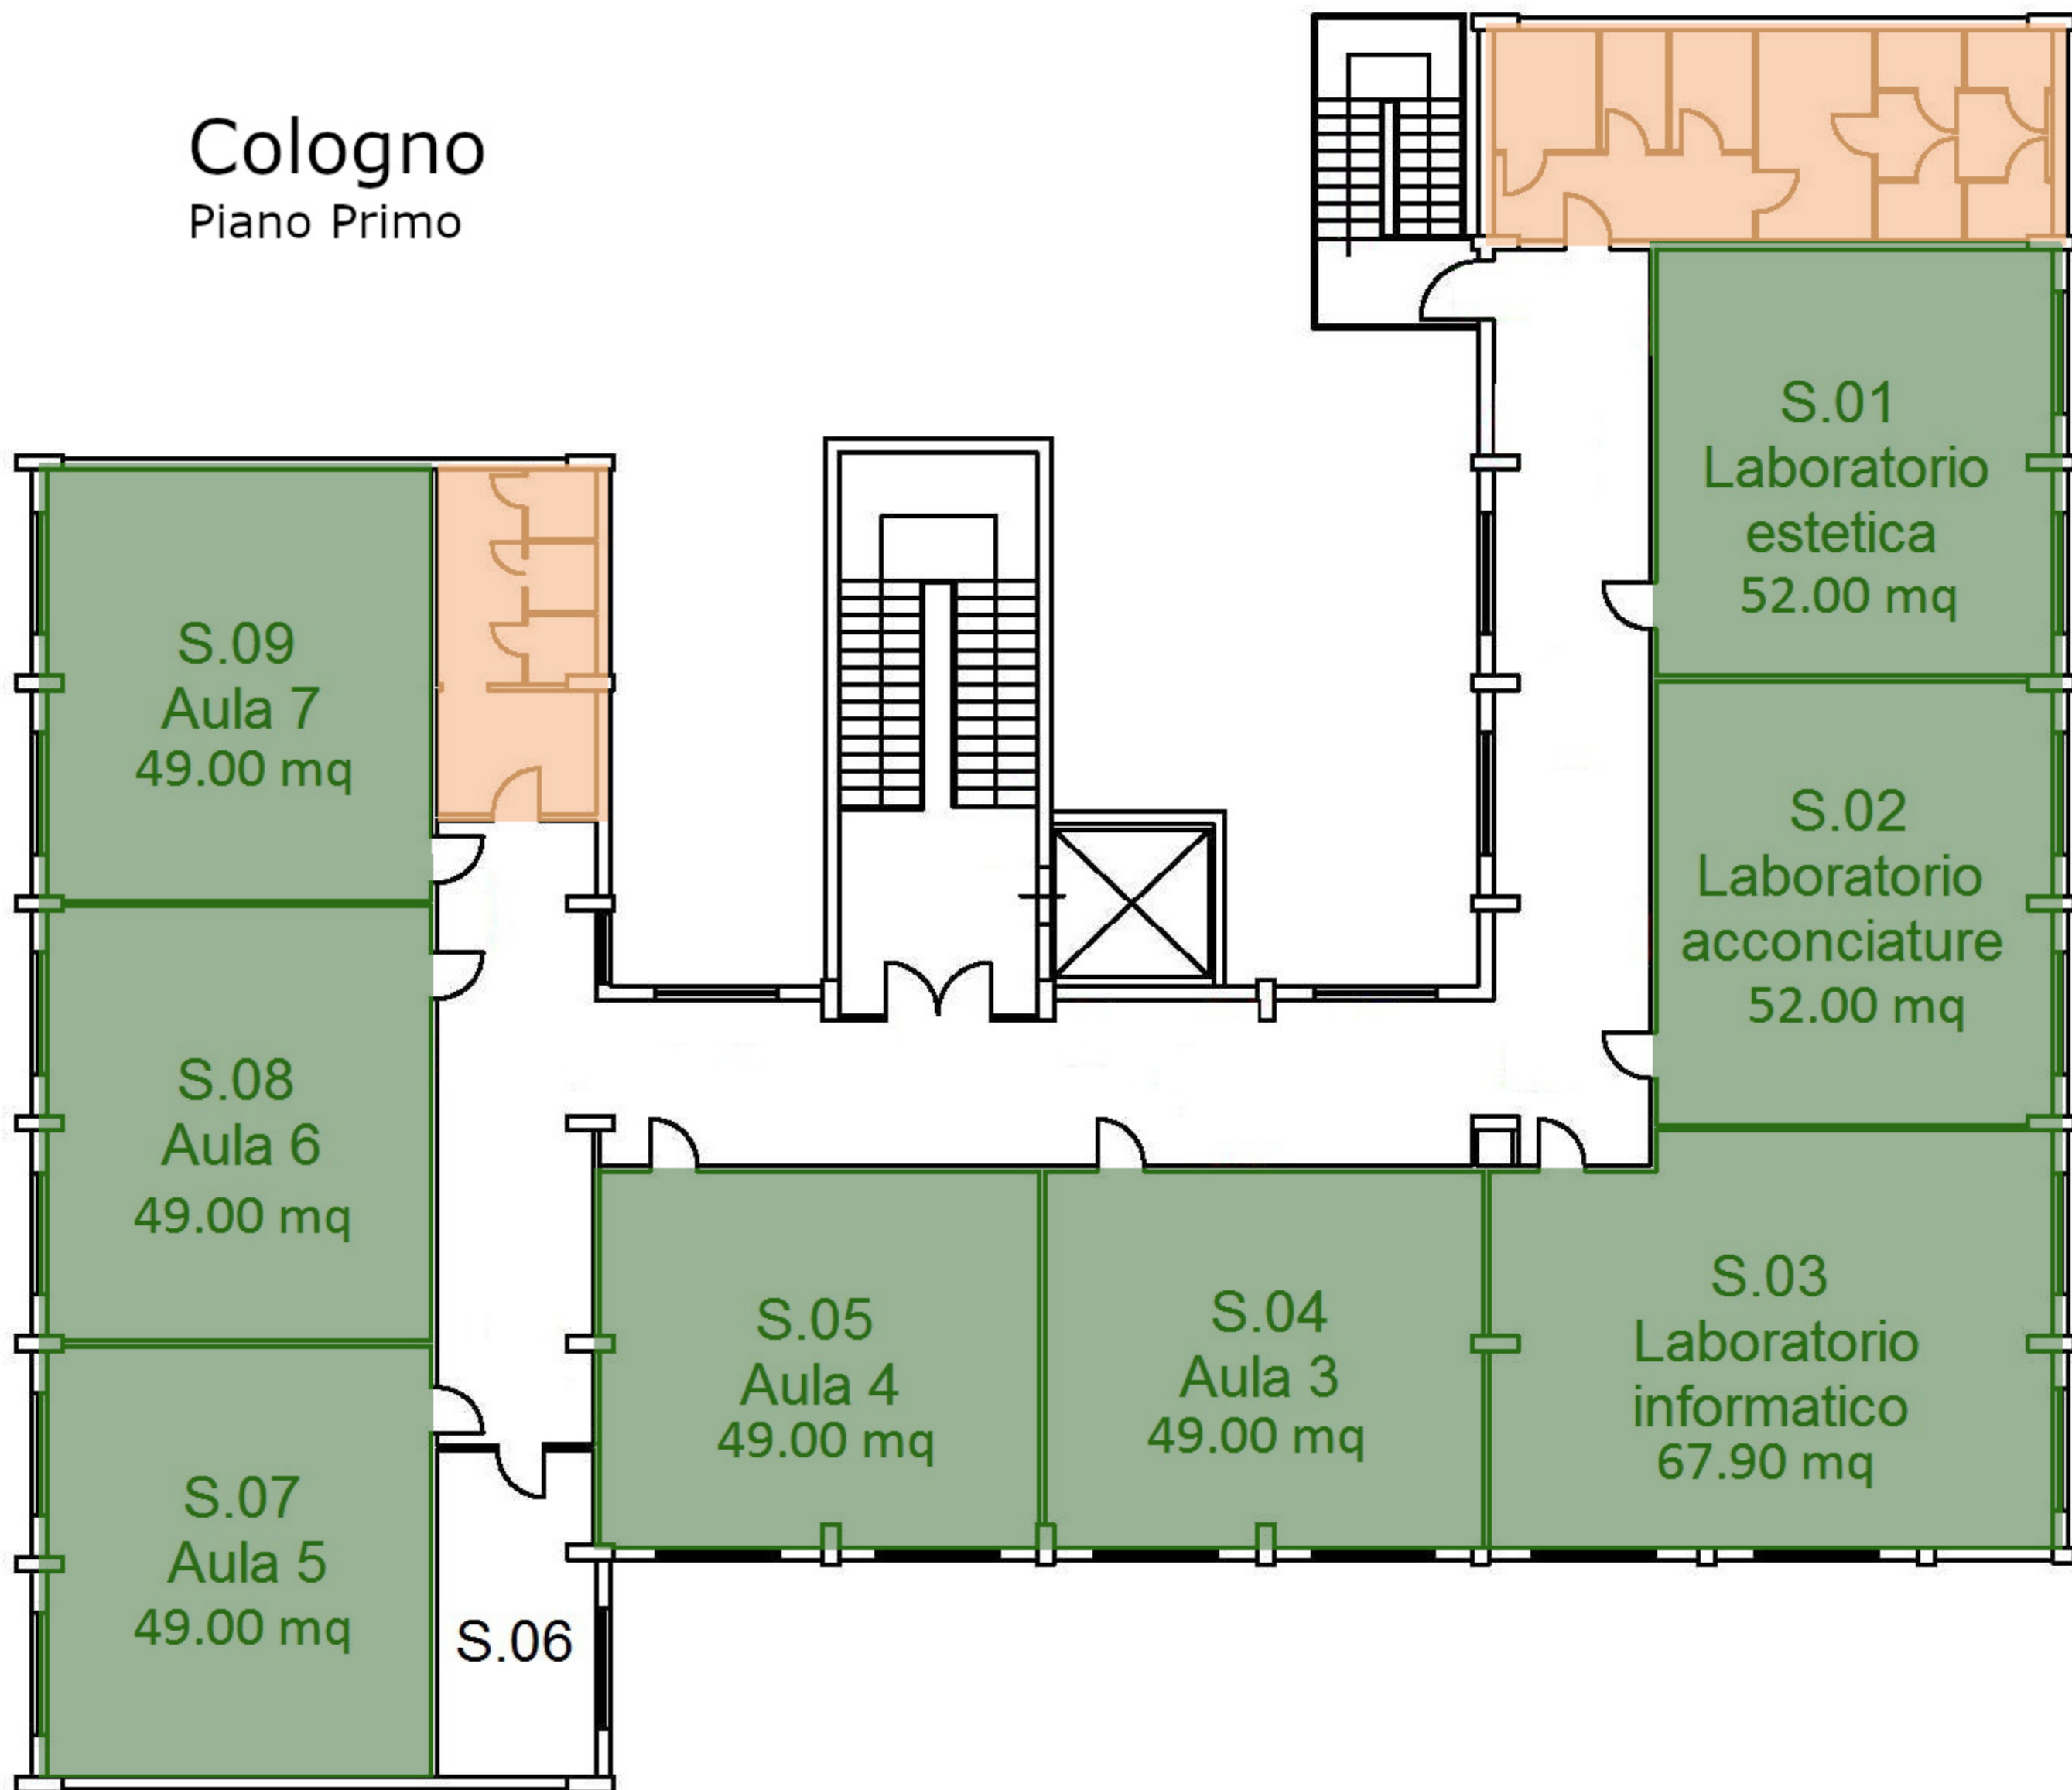 Cologno
Piano Primo
S.01
Laboratorio
estetica
52.00 mq
S.02
Laboratorio
acconciature
52.00 mq
S.03
Laboratorio
informatico
67.90 mq
S.04
Aula 3
49.00 mq
S.05
Aula 4
49.00 mq
S.06
S.07
Aula 5
49.00 mq
S.08
Aula 6
49.00 mq
S.09
Aula 7
49.00 mq